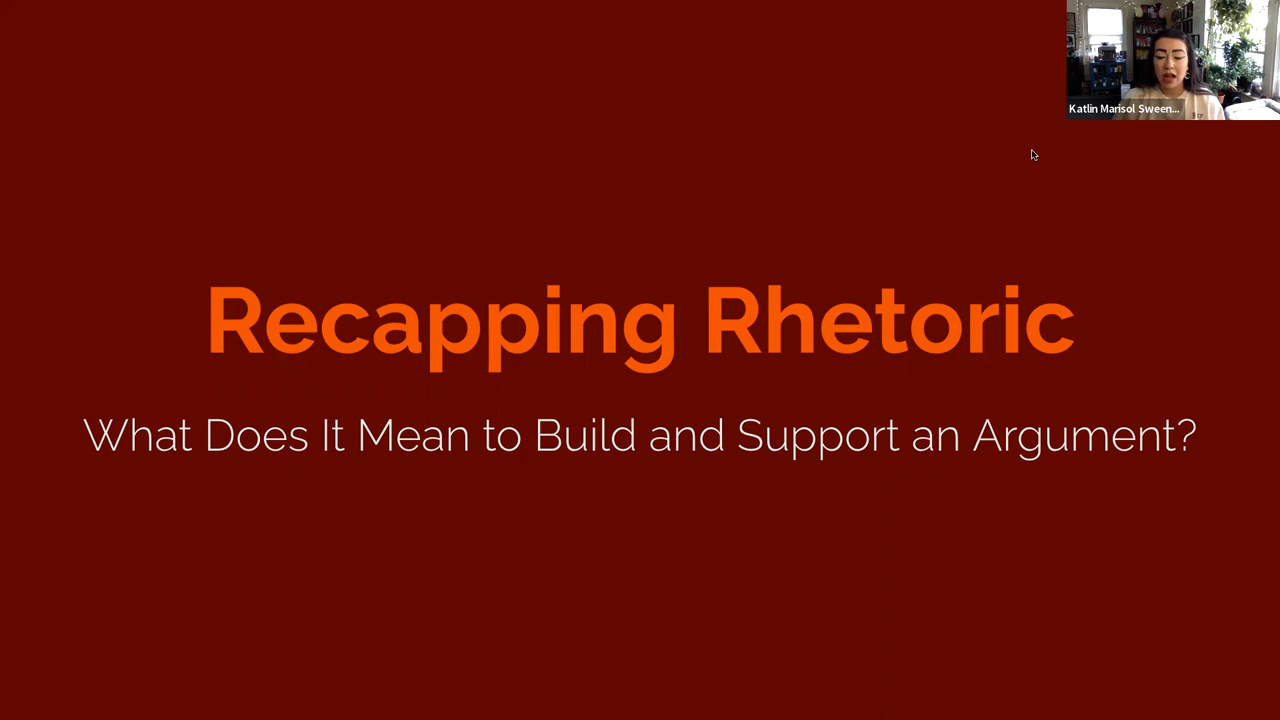 Katlin Marisol Sween...
Recapping Rhetoric
What Does It Mean to Build and Support an Argument?